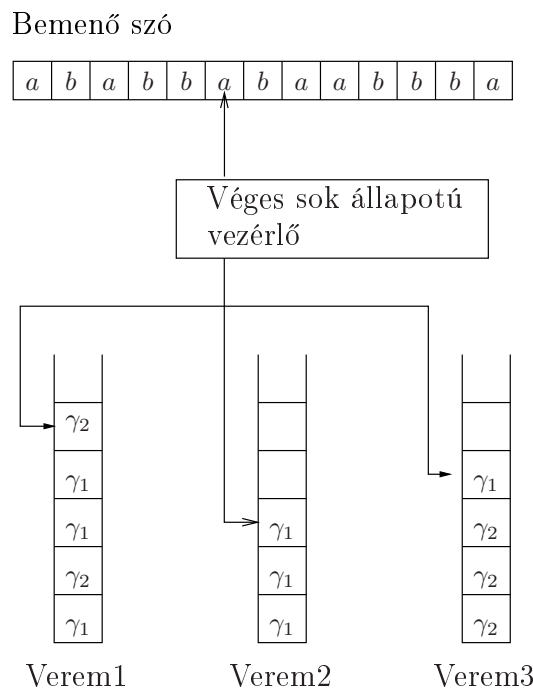 Bemenő szó
a b a b b a b a a b b b a
Véges sok állapotú
vezérlő
γ2
γ1 γ1
γ1 γ1 γ2
γ2 γ1 γ2
γ1 γ1 γ2
Verem1 Verem2 Verem3